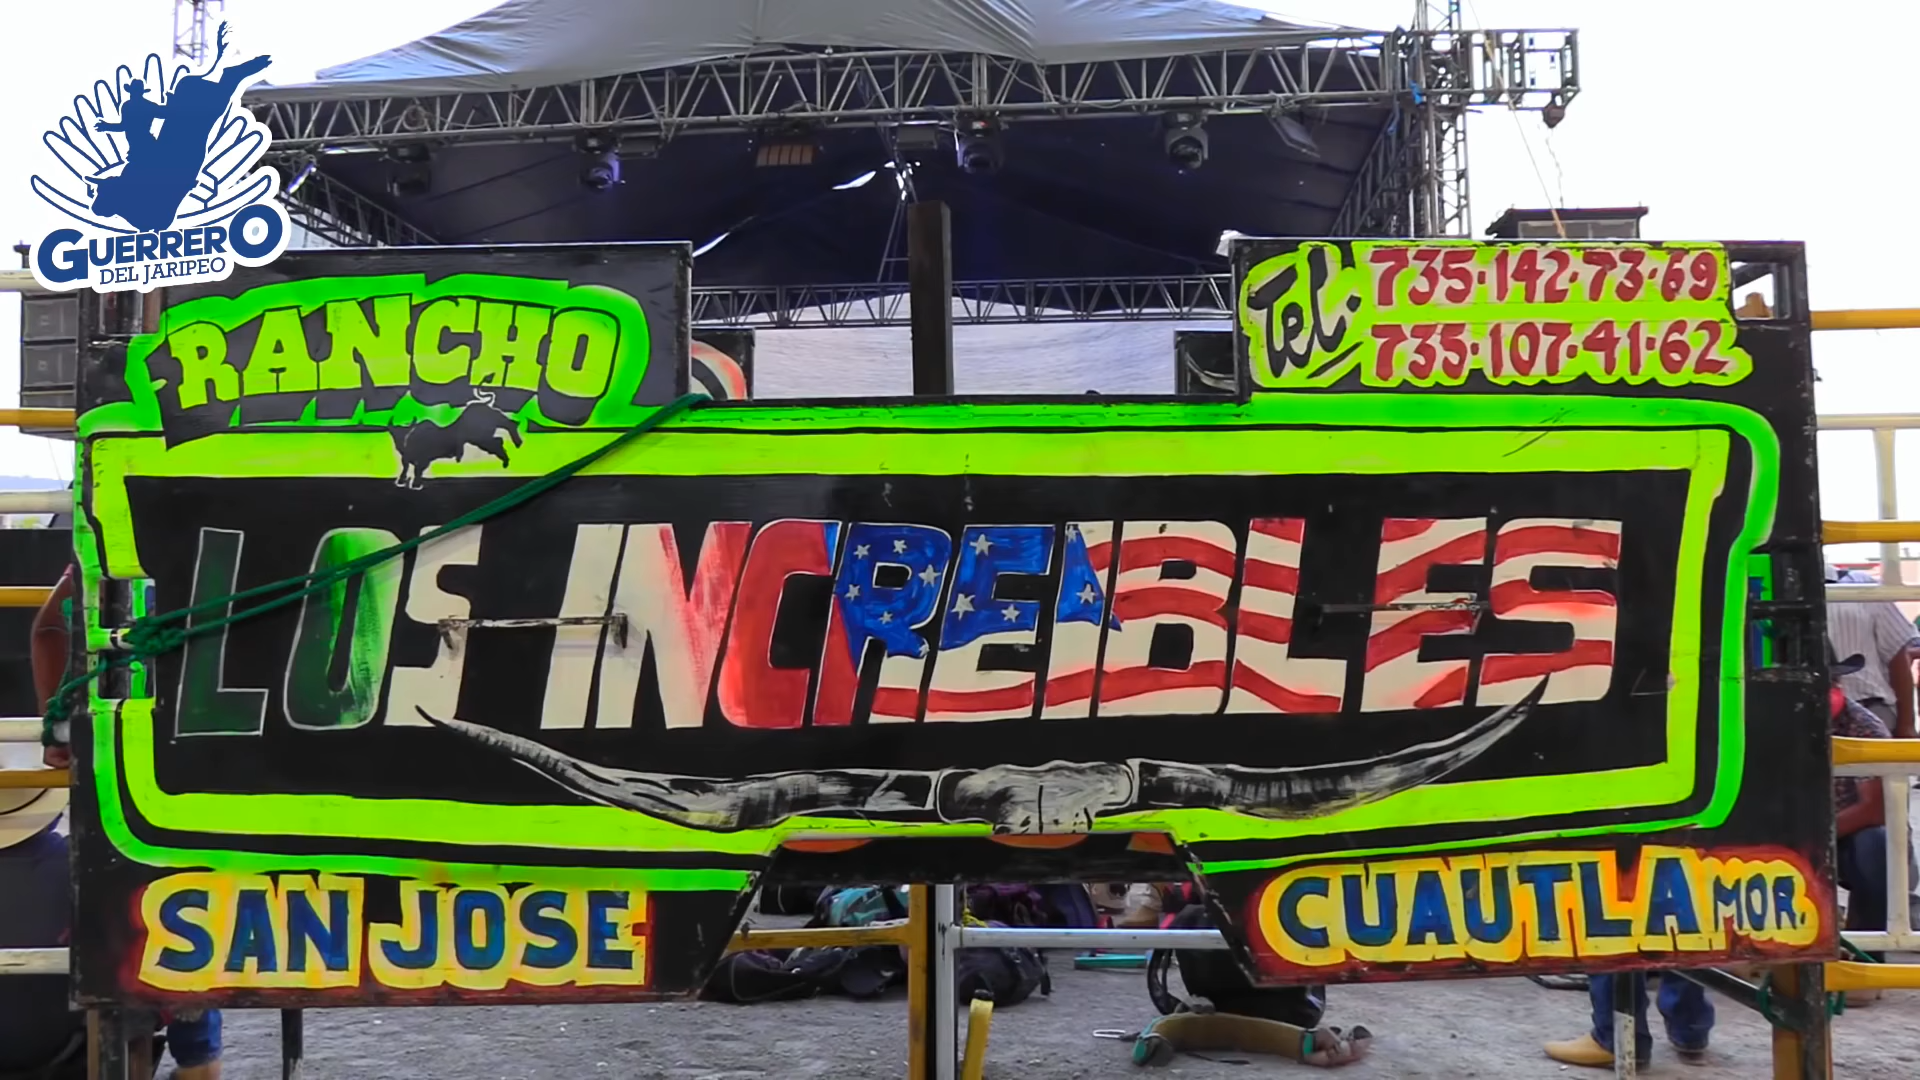 GUERRERO
DEL JARIPEO
RANCHO
Tel. 735·142·73·69
735·107·41·62
LOS INCREIBLES
SAN JOSE
CUAUTLA MOR.